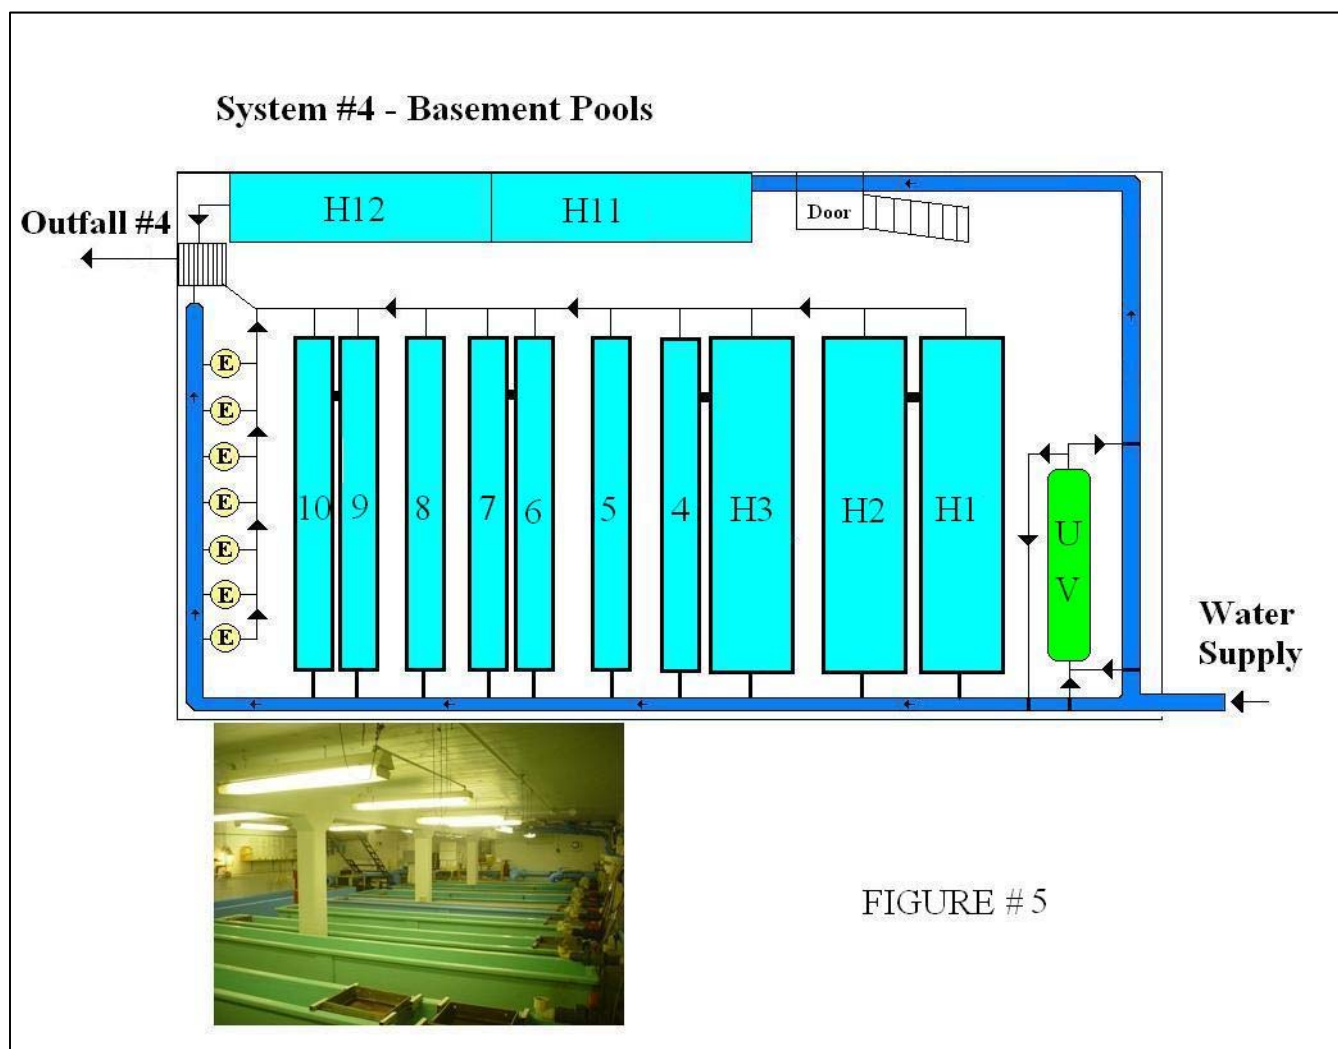 System #4 - Basement Pools
H12
H11
Door
Outfall #4
E
E
E
E
E
E
E
10
9
8
7
6
5
4
H3
H2
H1
U
V
Water
Supply
FIGURE # 5